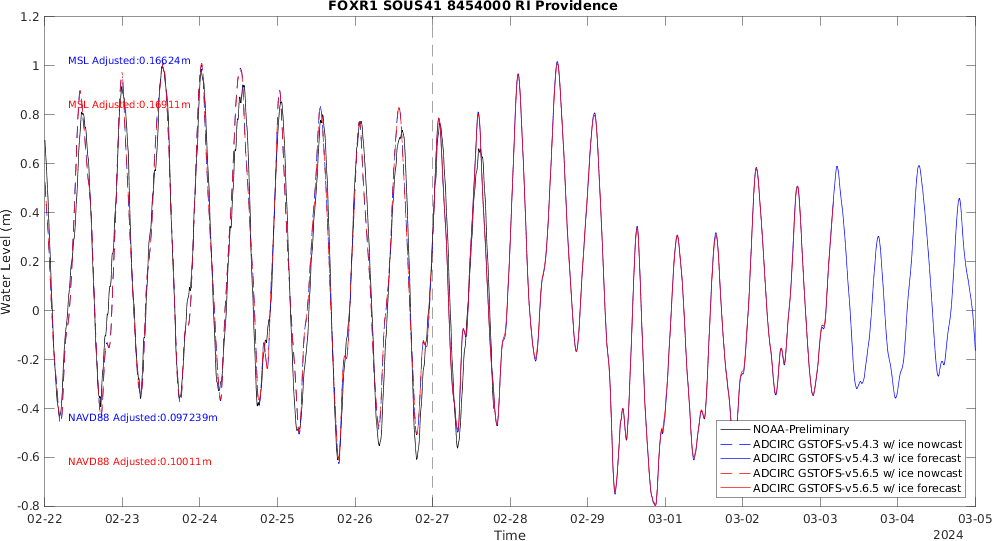 FOXR1 SOUS41 8454000 RI Providence
1.2
1
0.8
0.6
0.4
0.2
0
-0.2
-0.4
-0.6
-0.8
Water Level (m)
MSL Adjusted:0.16624m
MSL Adjusted:0.16911m
NAVD88 Adjusted:0.097239m
NAVD88 Adjusted:0.10011m
NOAA-Preliminary
ADCIRC GSTOFS-v5.4.3 w/ ice nowcast
ADCIRC GSTOFS-v5.4.3 w/ ice forecast
ADCIRC GSTOFS-v5.6.5 w/ ice nowcast
ADCIRC GSTOFS-v5.6.5 w/ ice forecast
02-22 02-23 02-24 02-25 02-26 02-27 02-28 02-29 03-01 03-02 03-03 03-04 03-05
Time
2024